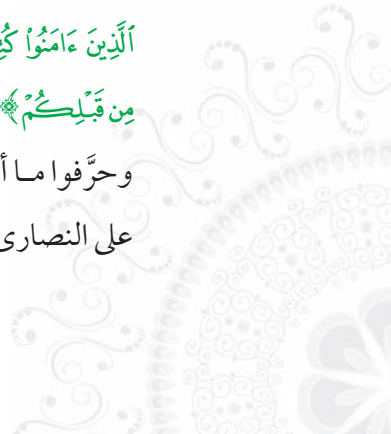 ٱلَّذِينَ ءَامَنُوا۟
مِن قَبْلِكُمْ﴾
وحرَّفوا مـا
على النصارى